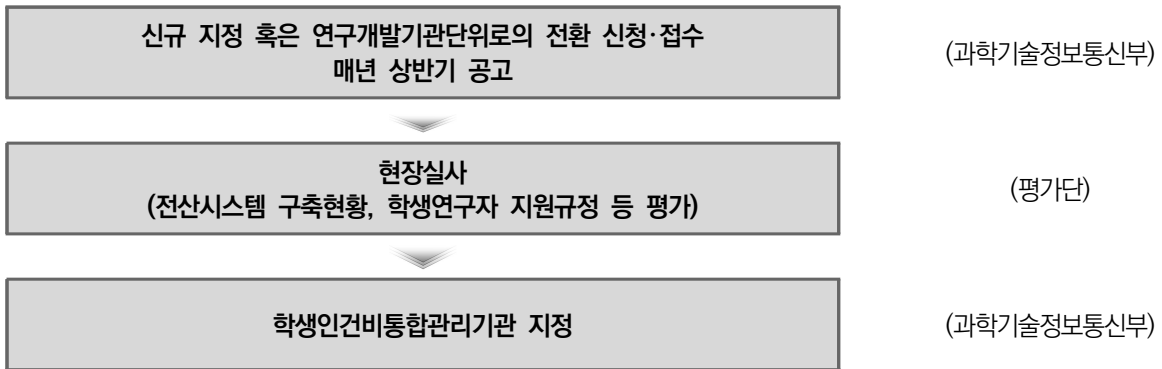 신규 지정 혹은 연구개발기관단위로의 전환 신청·접수
매년 상반기 공고
(과학기술정보통신부)
현장실사
(전산시스템 구축현황, 학생연구자 지원규정 등 평가)
(평가단)
학생인건비통합관리기관 지정
(과학기술정보통신부)